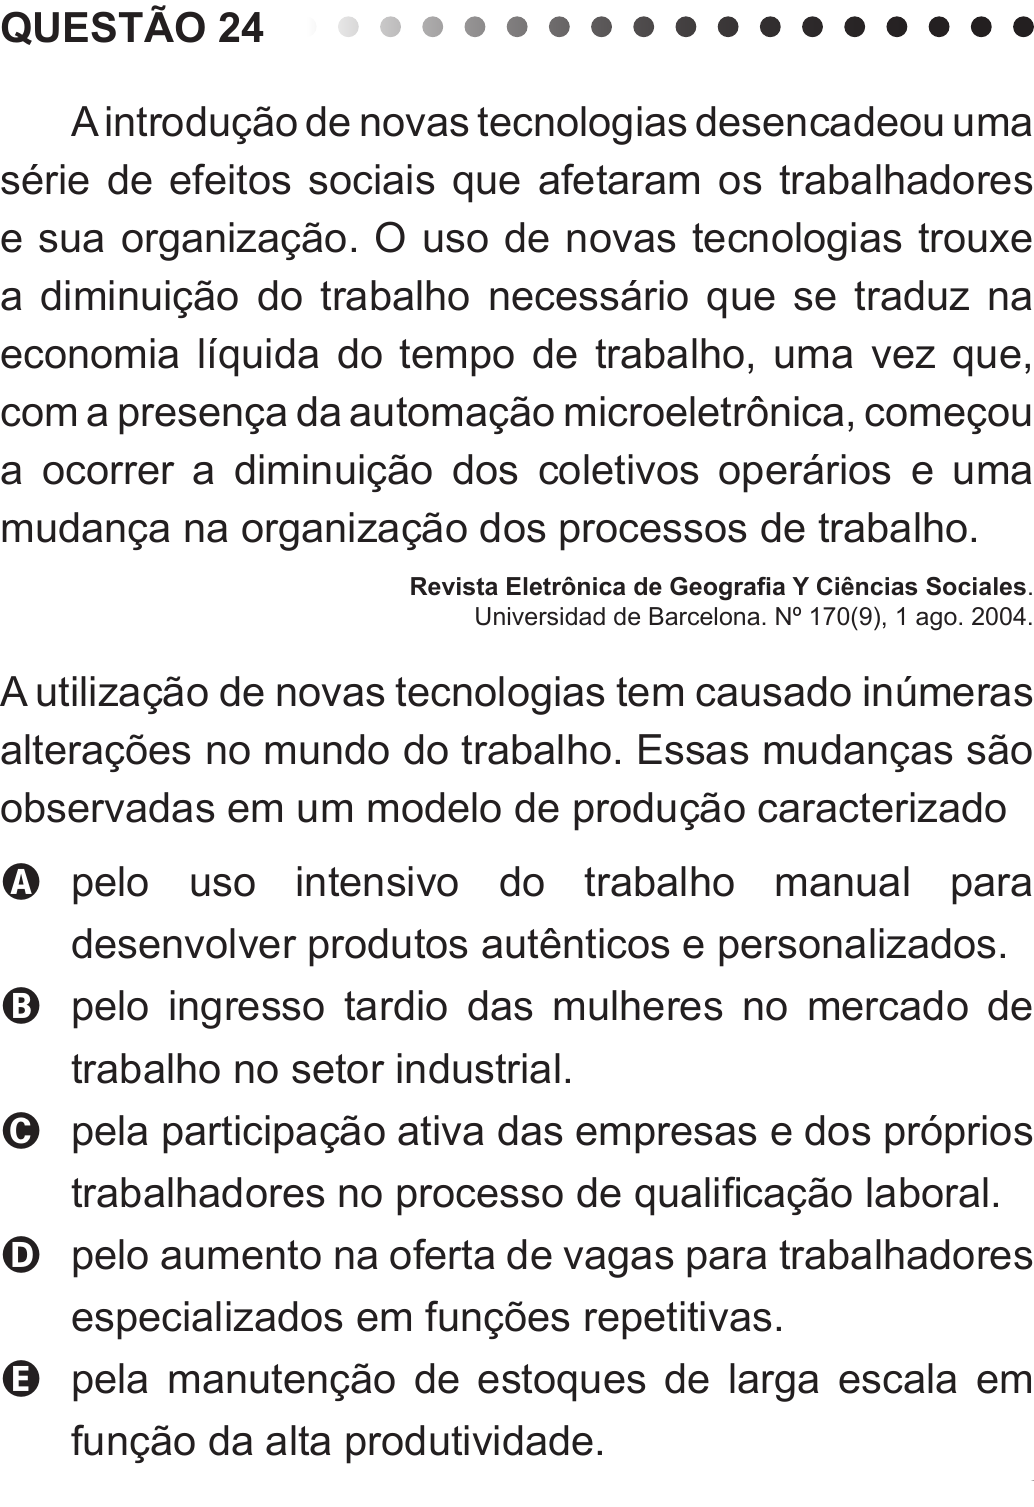 QUESTÃO 24
A introdução de novas tecnologias desencadeou uma
série de efeitos sociais que afetaram os trabalhadores
e sua organização. O uso de novas tecnologias trouxe
a diminuição do trabalho necessário que se traduz na
economia líquida do tempo de trabalho, uma vez que,
com a presença da automação microeletrônica, começou
a ocorrer a diminuição dos coletivos operários e uma
mudança na organização dos processos de trabalho.
Revista Eletrônica de Geografia Y Ciências Sociales.
Universidad de Barcelona. Nº 170(9), 1 ago. 2004.
A utilização de novas tecnologias tem causado inúmeras
alterações no mundo do trabalho. Essas mudanças são
observadas em um modelo de produção caracterizado
A pelo uso intensivo do trabalho manual para
desenvolver produtos autênticos e personalizados.
B pelo ingresso tardio das mulheres no mercado de
trabalho no setor industrial.
C pela participação ativa das empresas e dos próprios
trabalhadores no processo de qualificação laboral.
D pelo aumento na oferta de vagas para trabalhadores
especializados em funções repetitivas.
E pela manutenção de estoques de larga escala em
função da alta produtividade.